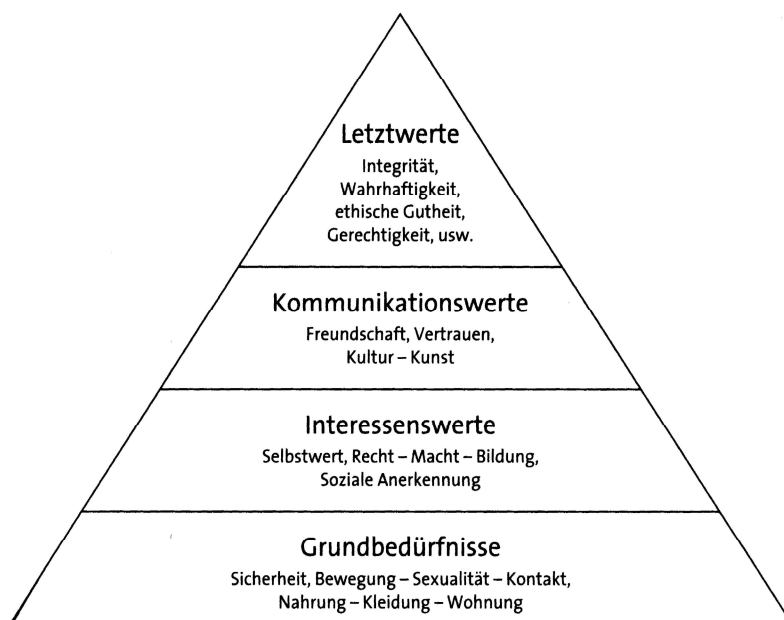 Letztwerte
Integrität,
Wahrhaftigkeit,
ethische Gutheit,
Gerechtigkeit, usw.
Kommunikationswerte
Freundschaft, Vertrauen,
Kultur – Kunst
Interessenswerte
Selbstwert, Recht – Macht – Bildung,
Soziale Anerkennung
Grundbedürfnisse
Sicherheit, Bewegung – Sexualität – Kontakt,
Nahrung – Kleidung – Wohnung